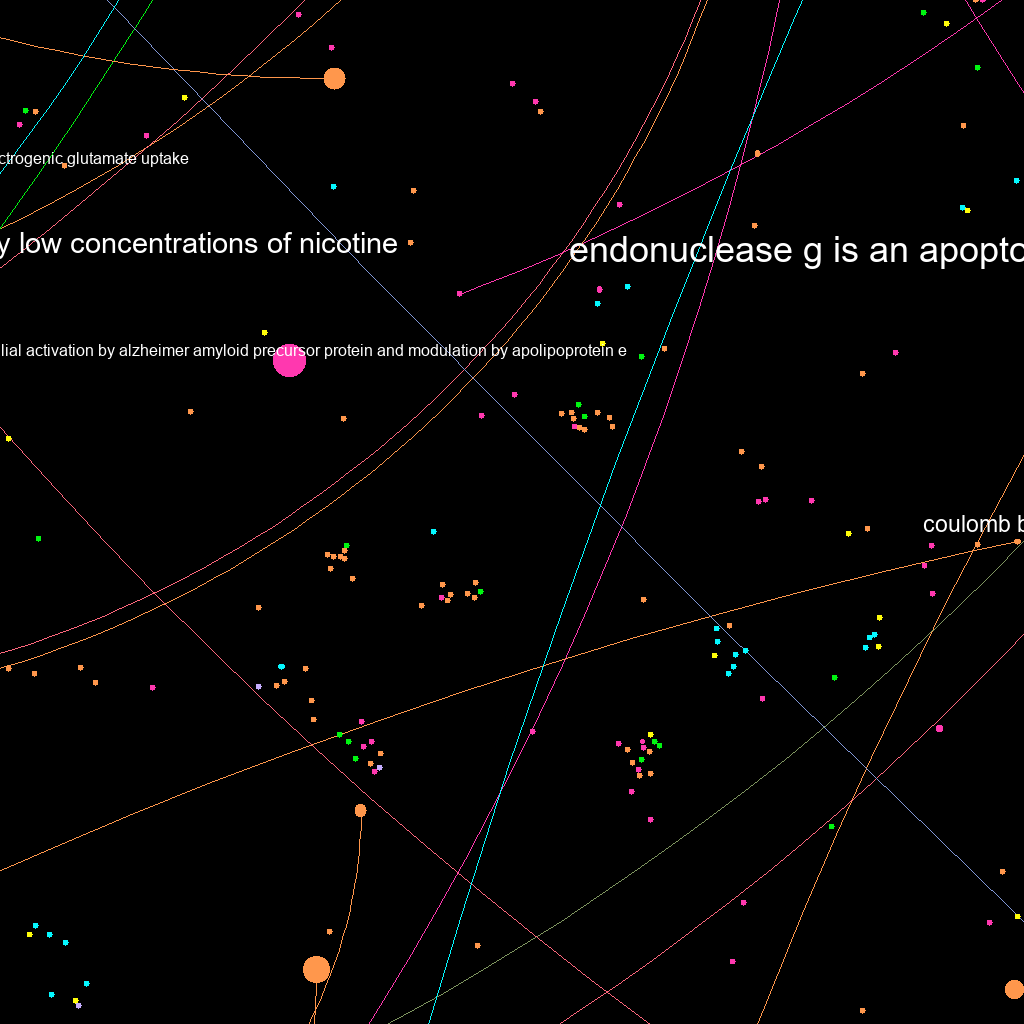 ctrogenic glutamate uptake
y low concentrations of nicotine
endonuclease g is an apopto
lial activation by alzheimer amyloid precursor protein and modulation by apolipoprotein e
coulomb b